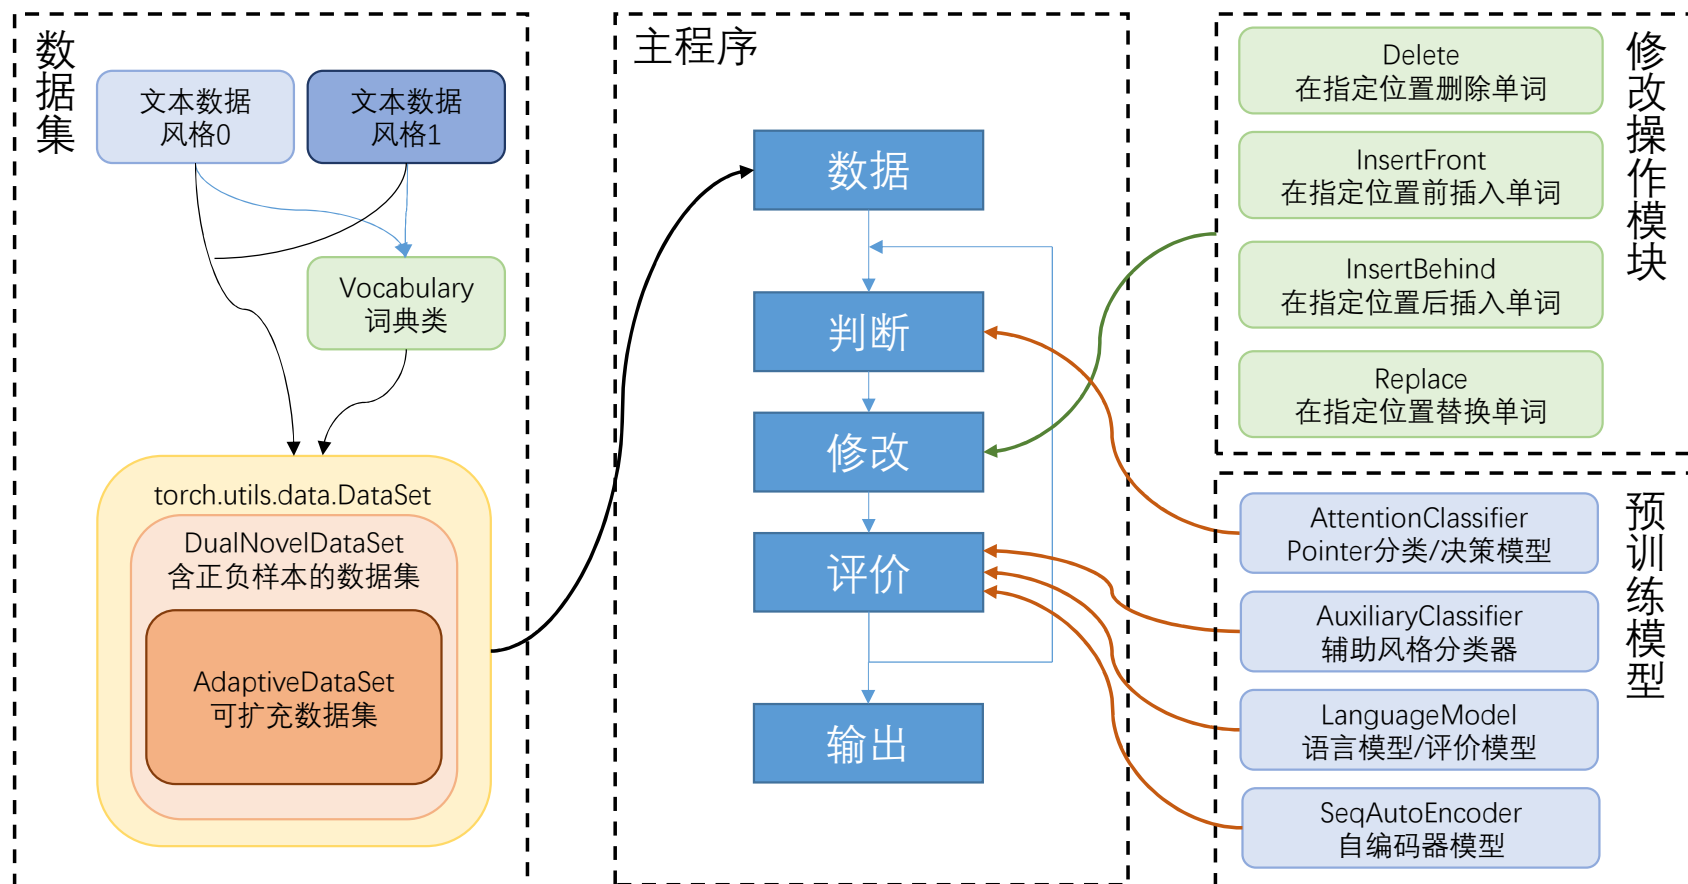 数据集
文本数据
风格0
文本数据
风格1
Vocabulary
词典类
torch.utils.data.DataSet
DualNovelDataSet
含正负样本的数据集
AdaptiveDataSet
可扩充数据集
主程序
数据
判断
修改
评价
输出
修改操作模块
Delete
在指定位置删除单词
InsertFront
在指定位置前插入单词
InsertBehind
在指定位置后插入单词
Replace
在指定位置替换单词
预训练模型
AttentionClassifier
Pointer分类/决策模型
AuxiliaryClassifier
辅助风格分类器
LanguageModel
语言模型/评价模型
SeqAutoEncoder
自编码器模型